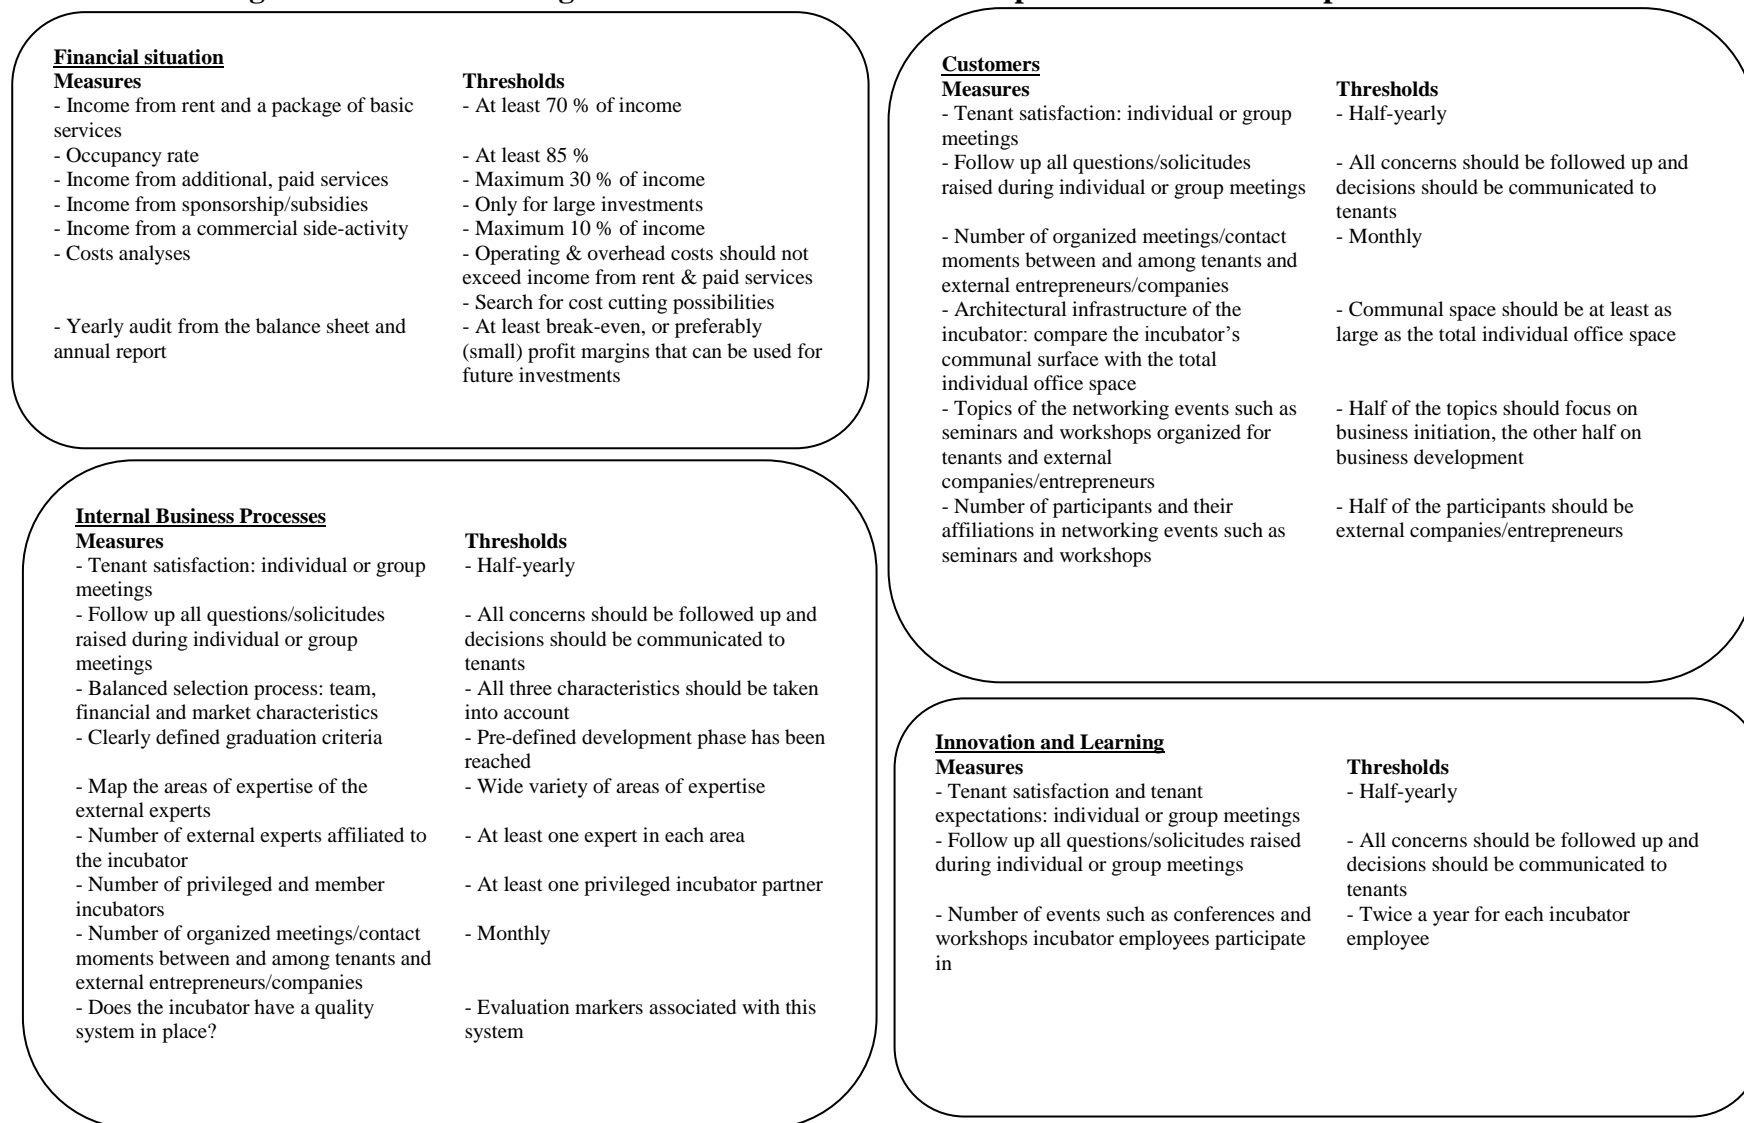 Financial situation
Measures
Thresholds
- Income from rent and a package of basic
services
- At least 70 % of income
- Occupancy rate
- At least 85 %
- Income from additional, paid services
- Maximum 30 % of income
- Income from sponsorship/subsidies
- Only for large investments
- Income from a commercial side-activity
- Maximum 10 % of income
- Costs analyses
- Operating & overhead costs should not
exceed income from rent & paid services
- Search for cost cutting possibilities
- Yearly audit from the balance sheet and
annual report
- At least break-even, or preferably
(small) profit margins that can be used for
future investments
Customers
Measures
Thresholds
- Tenant satisfaction: individual or group
meetings
- Half-yearly
- Follow up all questions/solicitudes
raised during individual or group meetings
- All concerns should be followed up and
decisions should be communicated to
tenants
- Number of organized meetings/contact
moments between and among tenants and
external entrepreneurs/companies
- Monthly
- Architectural infrastructure of the
incubator: compare the incubator’s
communal surface with the total
individual office space
- Communal space should be at least as
large as the total individual office space
- Topics of the networking events such as
seminars and workshops organized for
tenants and external
companies/entrepreneurs
- Half of the topics should focus on
business initiation, the other half on
business development
- Number of participants and their
affiliations in networking events such as
seminars and workshops
- Half of the participants should be
external companies/entrepreneurs
Internal Business Processes
Measures
Thresholds
- Tenant satisfaction: individual or group
meetings
- Half-yearly
- Follow up all questions/solicitudes
raised during individual or group
meetings
- All concerns should be followed up and
decisions should be communicated to
tenants
- Balanced selection process: team,
financial and market characteristics
- All three characteristics should be taken
into account
- Clearly defined graduation criteria
- Pre-defined development phase has been
reached
- Map the areas of expertise of the
external experts
- Wide variety of areas of expertise
- Number of external experts affiliated to
the incubator
- At least one expert in each area
- Number of privileged and member
incubators
- At least one privileged incubator partner
- Number of organized meetings/contact
moments between and among tenants and
external entrepreneurs/companies
- Monthly
- Does the incubator have a quality
system in place?
- Evaluation markers associated with this
system
Innovation and Learning
Measures
Thresholds
- Tenant satisfaction and tenant
expectations: individual or group meetings
- Half-yearly
- Follow up all questions/solicitudes raised
during individual or group meetings
- All concerns should be followed up and
decisions should be communicated to
tenants
- Number of events such as conferences and
workshops incubator employees participate
in
- Twice a year for each incubator
employee